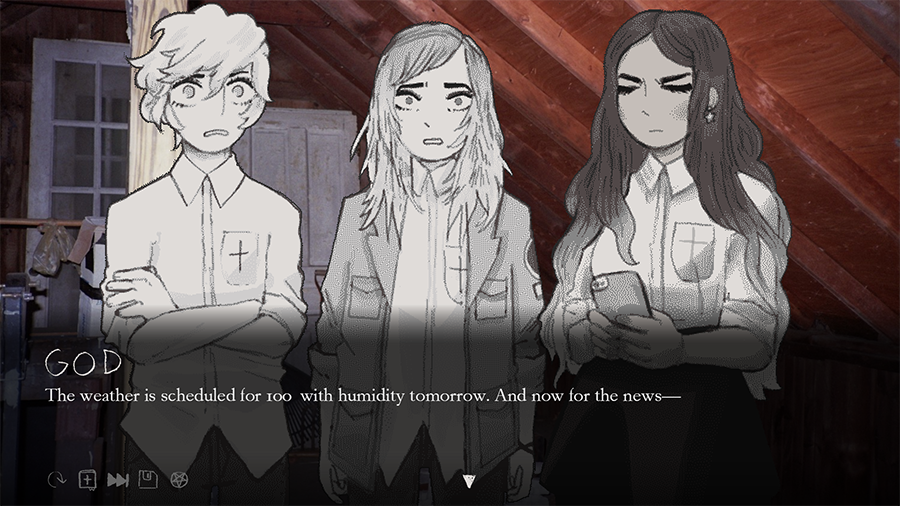 GOD
The weather is scheduled for 100 with humidity tomorrow. And now for the news—